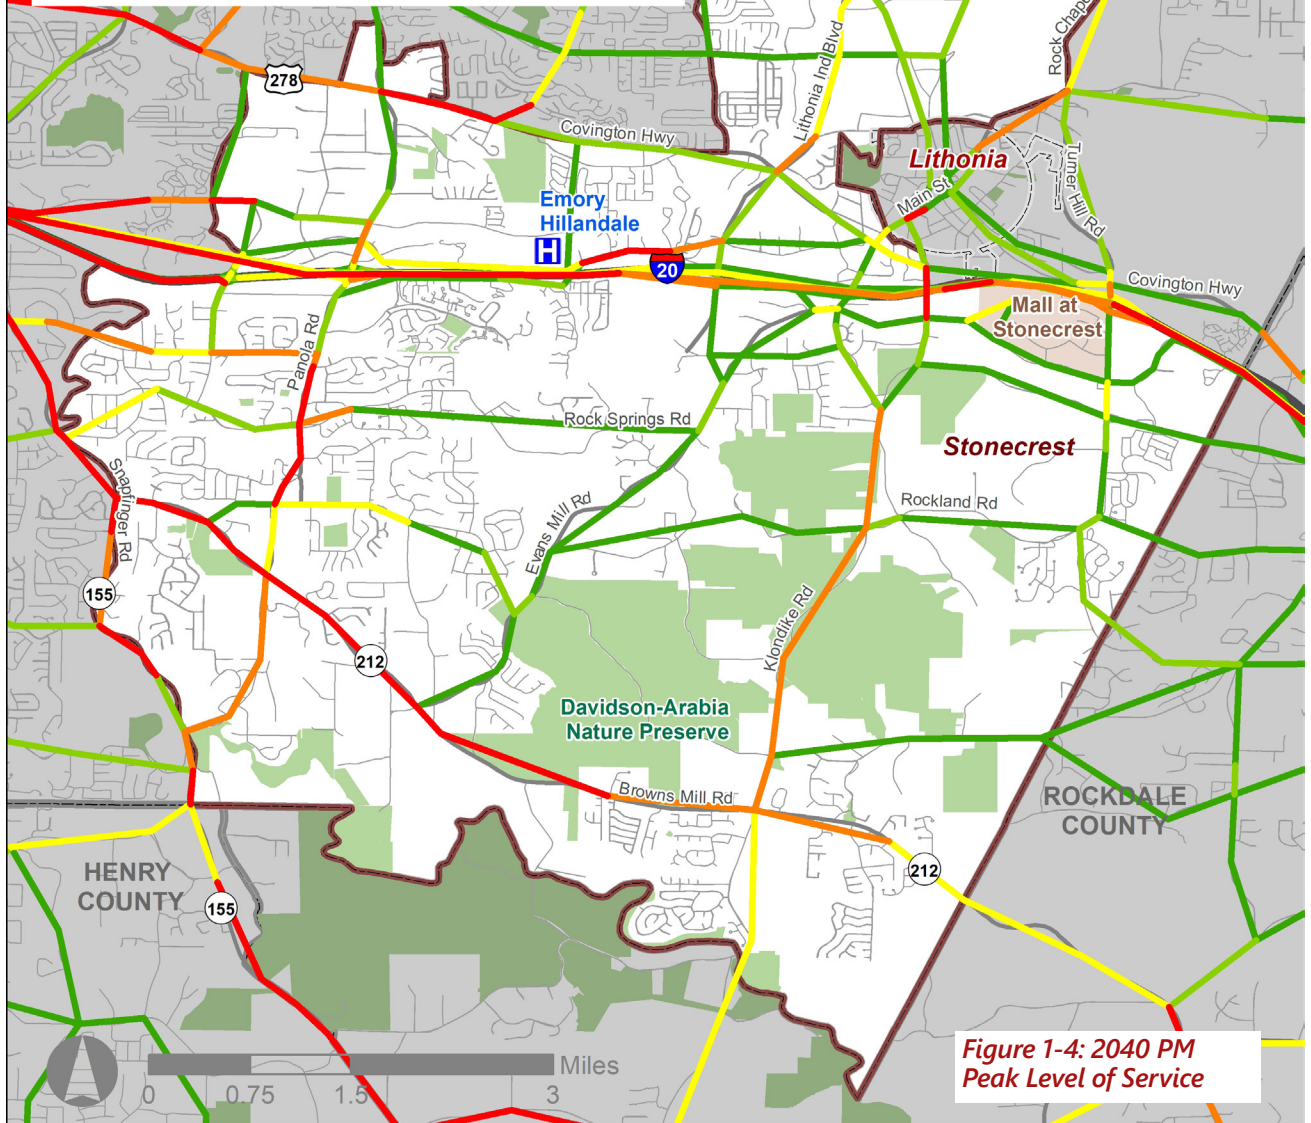 278
Covington Hwy
Lithonia Ind Blvd
Rock Chap
Lithonia
Main St
Turner Hill Rd
Emory
Hillandale
H
20
Covington Hwy
Mall at
Stonecrest
Panola Rd
Rock Springs Rd
Stonecrest
Snapfinger Rd
Evans Mill Rd
Rockland Rd
155
Klondike Rd
212
Davidson-Arabia
Nature Preserve
Browns Mill Rd
ROCKDALE
COUNTY
HENRY
COUNTY
212
155
Figure 1-4: 2040 PM
Peak Level of Service
Miles
0 0.75 1.5 3